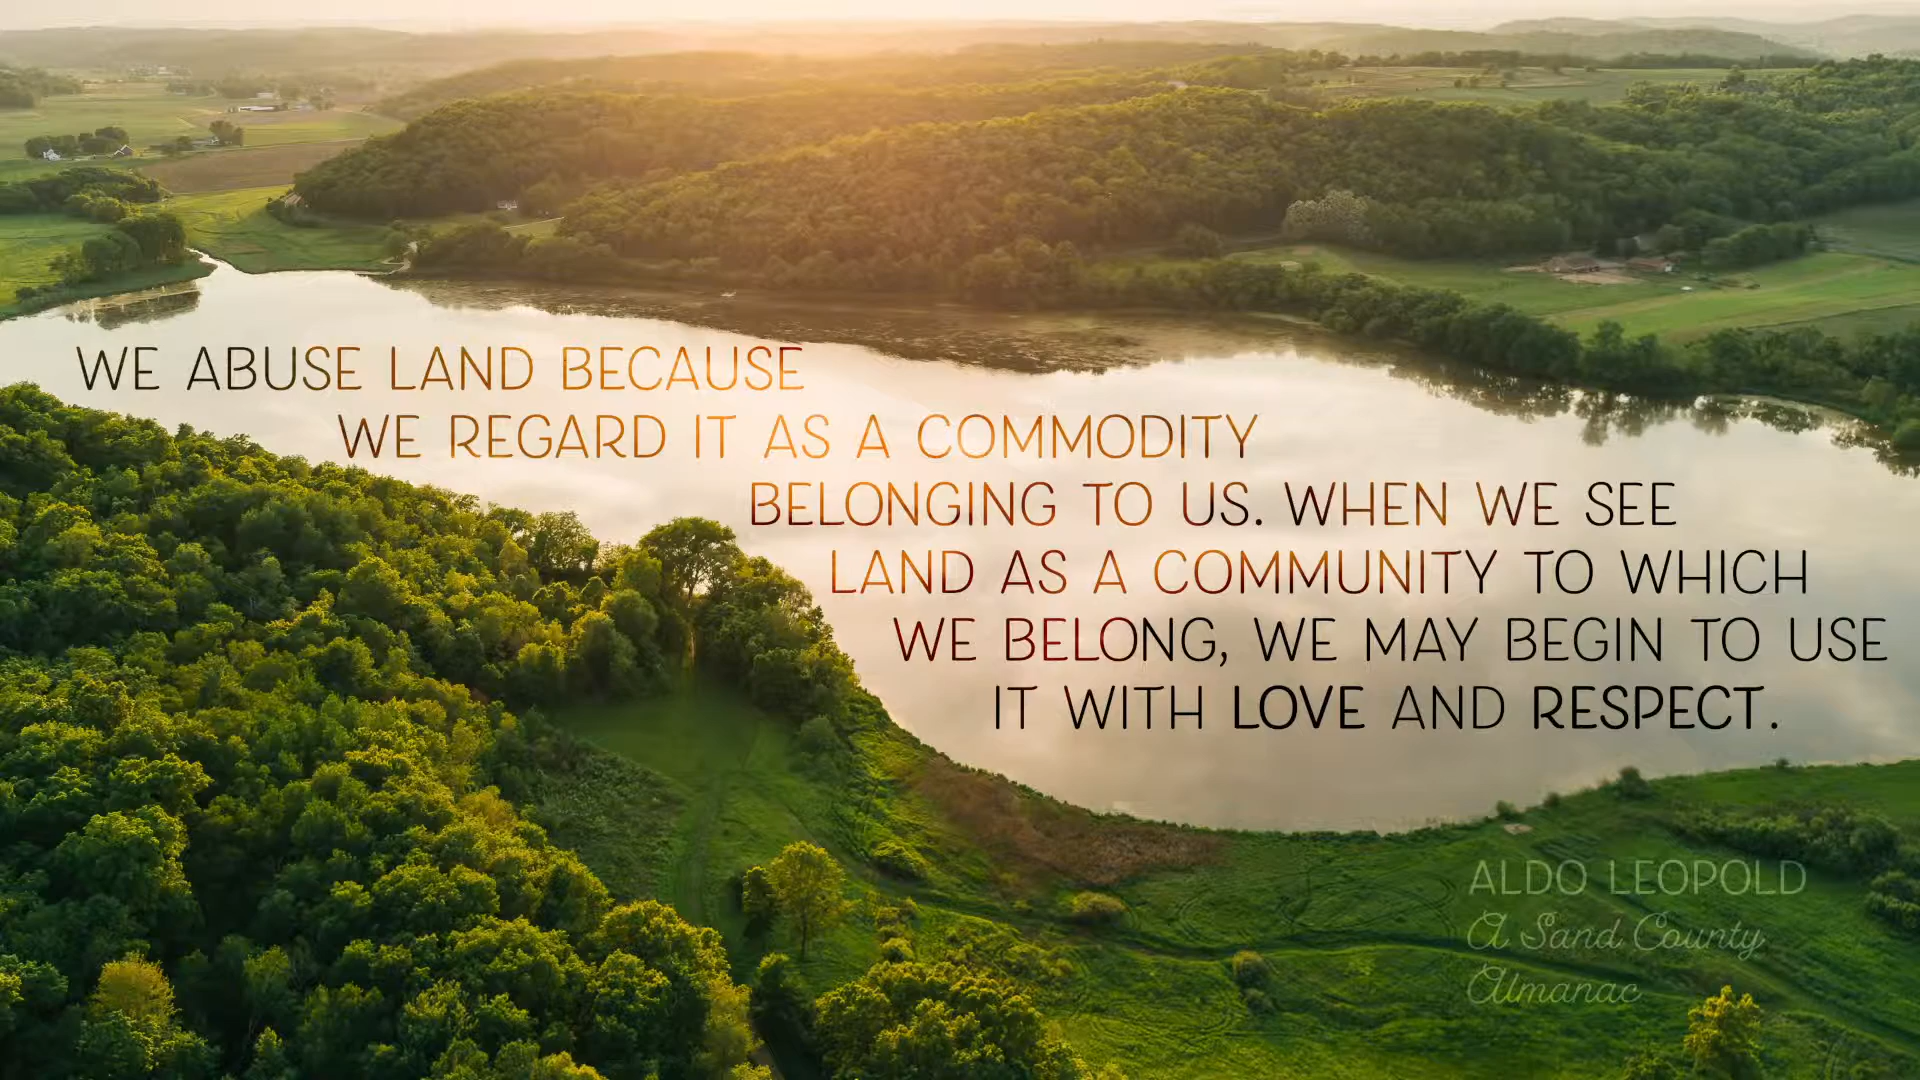 WE ABUSE LAND BECAUSE
WE REGARD IT AS A COMMODITY
BELONGING TO US. WHEN WE SEE
LAND AS A COMMUNITY TO WHICH
WE BELONG, WE MAY BEGIN TO USE
IT WITH LOVE AND RESPECT.
ALDO LEOPOLD
A Sand County
Almanac